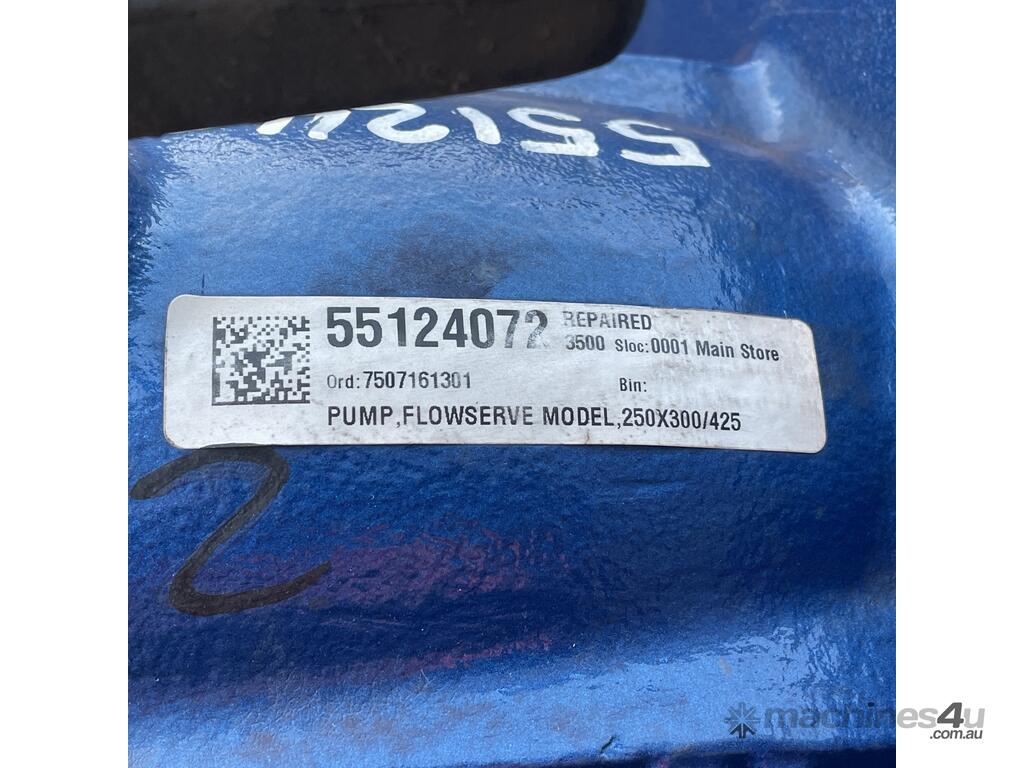 55124
55124072
REPAIRED
3500 Sloc:0001 Main Store
Ord:7507161301 Bin:
PUMP,FLOWSERVE MODEL,250X300/425
2
machines4u
.com.au